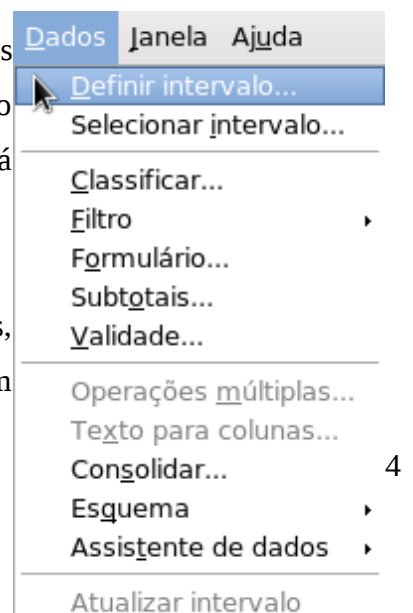 s
Dados Janela Ajuda
Definir intervalo...
o
Selecionar intervalo...
á
Classificar...
Filtro
Formulário...
Subtotais...
s,
Validade...
m
Operações múltiplas...
Texto para colunas...
Consolidar... 4
Esquema
Assistente de dados
Atualizar intervalo